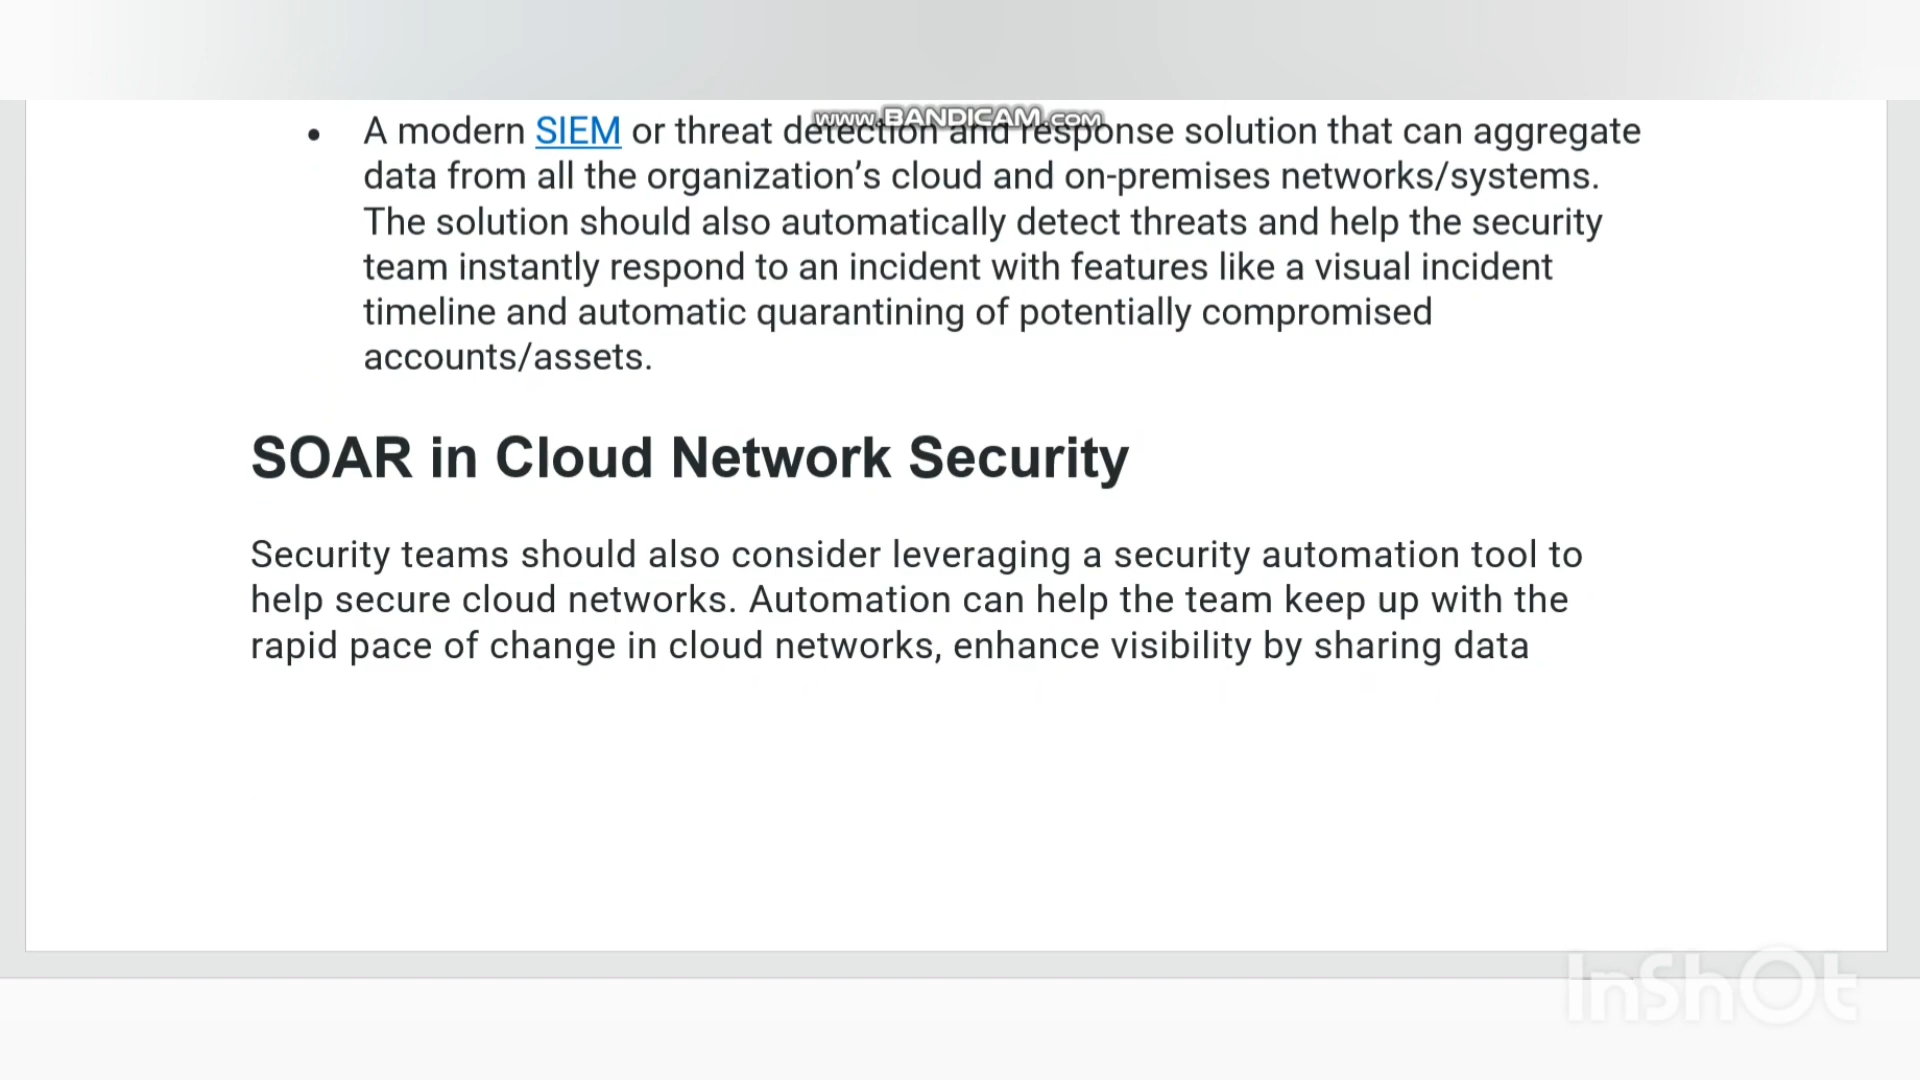 www.BANDICAM.com
• A modern SIEM or threat detection and response solution that can aggregate
data from all the organization’s cloud and on-premises networks/systems.
The solution should also automatically detect threats and help the security
team instantly respond to an incident with features like a visual incident
timeline and automatic quarantining of potentially compromised
accounts/assets.
SOAR in Cloud Network Security
Security teams should also consider leveraging a security automation tool to
help secure cloud networks. Automation can help the team keep up with the
rapid pace of change in cloud networks, enhance visibility by sharing data
InShOt